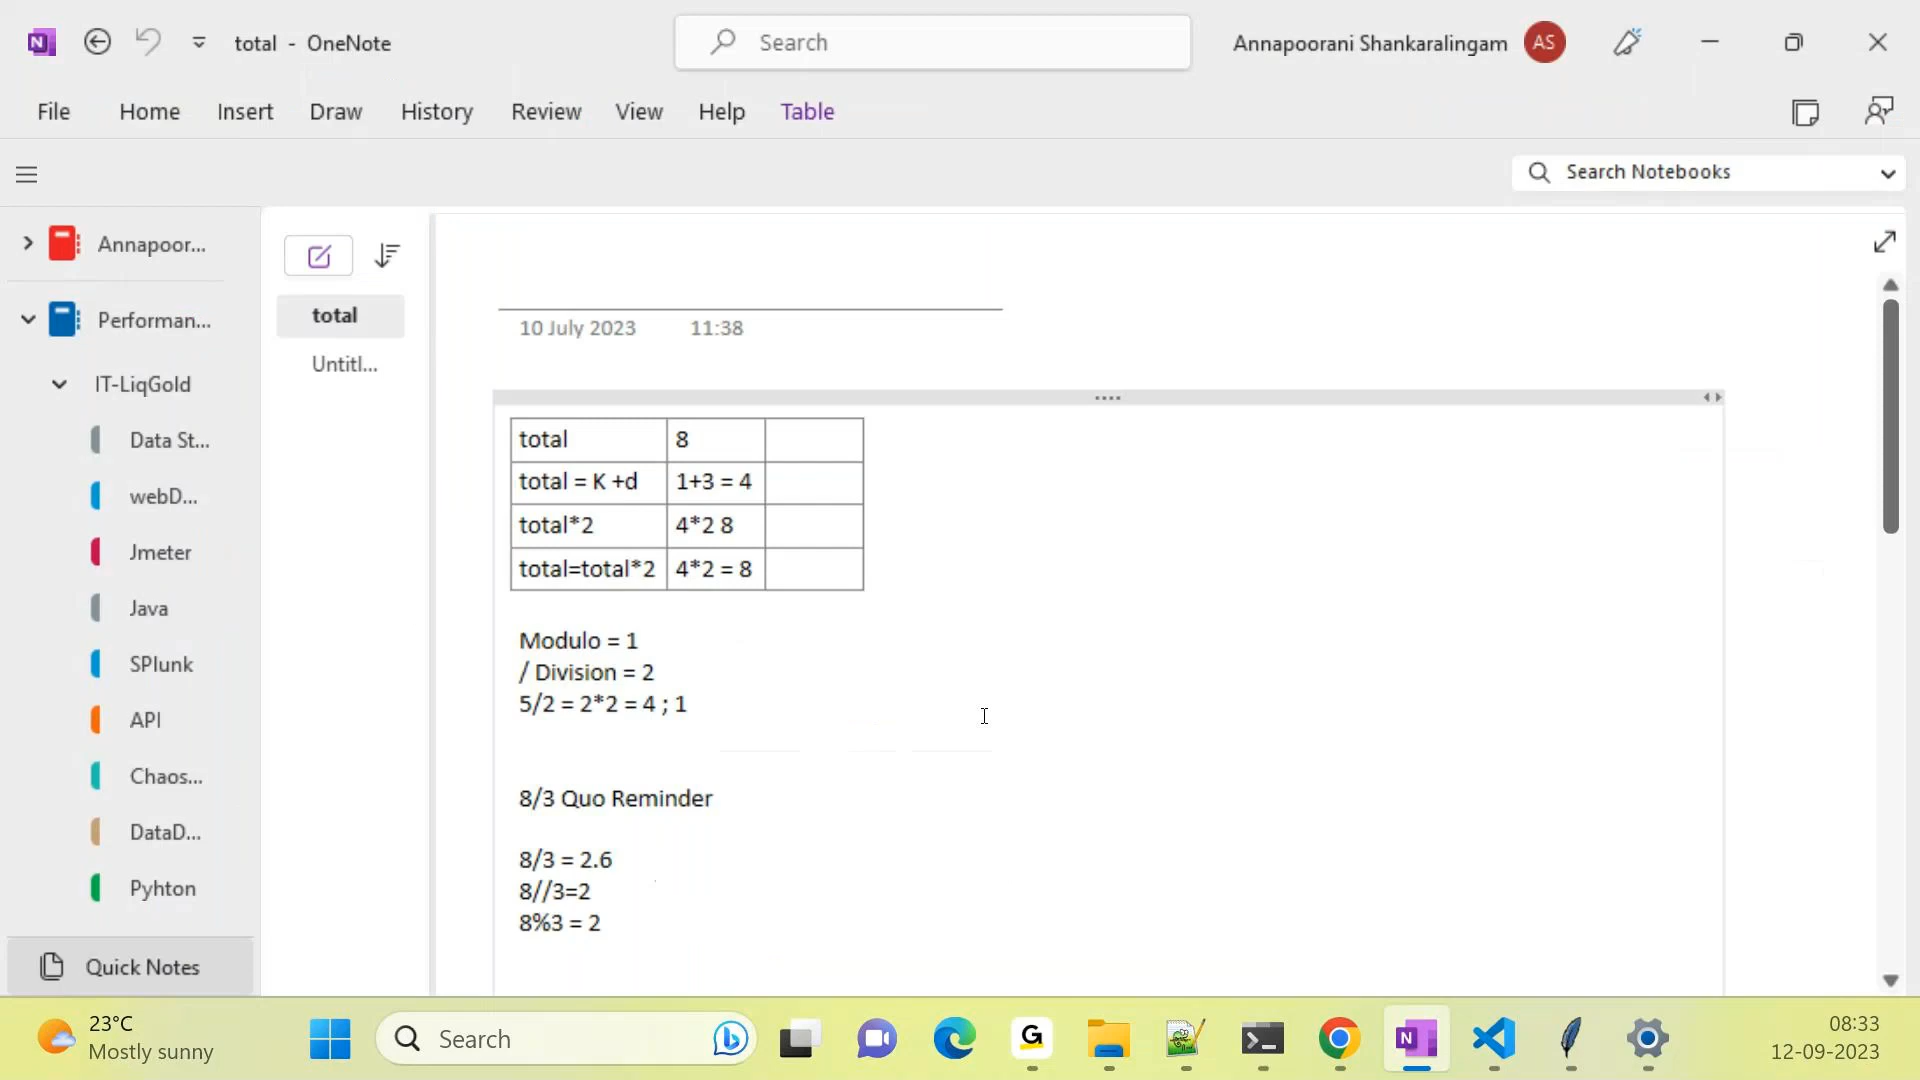 total - OneNote
Search
Annapoorani Shankaralingam
AS
File Home Insert Draw History Review View Help Table
Search Notebooks
Annapoor...
Performan...
IT-LiqGold
Data St...
webD...
Jmeter
Java
SPlunk
API
Chaos...
DataD...
Pyhton
Quick Notes
total
Untitl...
10 July 2023 11:38
total 8
total = K +d 1+3 = 4
total*2 4*2 8
total=total*2 4*2 = 8
Modulo = 1
/ Division = 2
5/2 = 2*2 = 4 ; 1
8/3 Quo Reminder
8/3 = 2.6
8//3=2
8%3 = 2
23°C
Mostly sunny
Search
08:33
12-09-2023